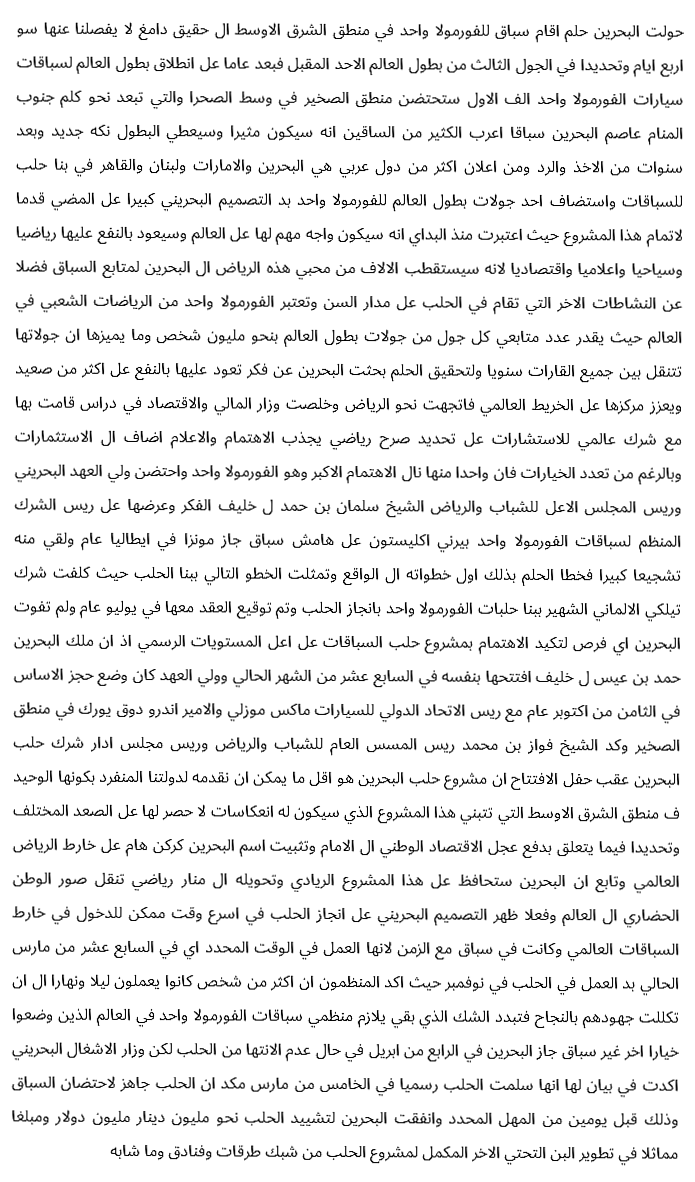 حولت البحرين حلم اقام سباق للفورمولا واحد في منطق الشرق الاوسط ال حقيق دامغ لا يفصلنا عنها سو
اربع ايام وتحديدا في الجول الثالث من بطول العالم الاحد المقبل فبعد عاما عل انطلاق بطول العالم لسباقات
سيارات الفورمولا واحد الف الاول ستحتضن منطق الصخير في وسط الصحرا والتي تبعد نحو كلم جنوب
المنام عاصم البحرين سباقا اعرب الكثير من الساقين انه سيكون مثيرا وسيعطي البطول نكه جديد وبعد
سنوات من الاخذ والرد ومن اعلان اكثر من دول عربي هي البحرين والامارات ولبنان والقاهر في بنا حلب
للسباقات واستضاف احد جولات بطول العالم للفورمولا واحد بد التصميم البحريني كبيرا عل المضي قدما
لاتمام هذا المشروع حيث اعتبرت منذ البداي انه سيكون واجه مهم لها عل العالم وسيعود بالنفع عليها رياضيا
وسياحيا واعلاميا واقتصاديا لانه سيستقطب الالاف من محبي هذه الرياض ال البحرين لمتابع السباق فضلا
عن النشاطات الاخر التي تقام في الحلب عل مدار السن وتعتبر الفورمولا واحد من الرياضات الشعبي في
العالم حيث يقدر عدد متابعي كل جول من جولات بطول العالم بنحو مليون شخص وما يميزها ان جولاتها
تتنقل بين جميع القارات سنويا ولتحقيق الحلم بحثت البحرين عن فكر تعود عليها بالنفع عل اكثر من صعيد
ويعزز مركزها عل الخريط العالمي فاتجهت نحو الرياض وخلصت وزار المالي والاقتصاد في دراس قامت بها
مع شرك عالمي للاستشارات عل تحديد صرح رياضي يجذب الاهتمام والاعلام اضاف ال الاستثمارات
وبالرغم من تعدد الخيارات فان واحدا منها نال الاهتمام الاكبر وهو الفورمولا واحد واحتضن ولي العهد البحريني
وريس المجلس الاعل للشباب والرياض الشيخ سلمان بن حمد ل خليف الفكر وعرضها عل ريس الشرك
المنظم لسباقات الفورمولا واحد بيرني اكليستون عل هامش سباق جاز مونزا في ايطاليا عام ولقي منه
تشجيعا كبيرا فخطا الحلم بذلك اول خطواته ال الواقع وتمثلت الخطو التالي ببنا الحلب حيث كلفت شرك
تيلكي الالماني الشهير ببنا حلبات الفورمولا واحد بانجاز الحلب وتم توقيع العقد معها في يوليو عام ولم تفوت
البحرين اي فرص لتكيد الاهتمام بمشروع حلب السباقات عل اعل المستويات الرسمي اذ ان ملك البحرين
حمد بن عيس ل خليف افتتحها بنفسه في السابع عشر من الشهر الحالي وولي العهد كان وضع حجز الاساس
في الثامن من اكتوبر عام مع ريس الاتحاد الدولي للسيارات ماكس موزلي والامير اندرو دوق يورك في منطق
الصخير وكد الشيخ فواز بن محمد ريس المسس العام للشباب والرياض وريس مجلس ادار شرك حلب
البحرين عقب حفل الافتتاح ان مشروع حلب البحرين هو اقل ما يمكن ان نقدمه لدولتنا المنفرد بكونها الوحيد
ف منطق الشرق الاوسط التي تتبني هذا المشروع الذي سيكون له انعكاسات لا حصر لها عل الصعد المختلف
وتحديدا فيما يتعلق بدفع عجل الاقتصاد الوطني ال الامام وتثبيت اسم البحرين كركن هام عل خارط الرياض
العالمي وتابع ان البحرين ستحافظ عل هذا المشروع الريادي وتحويله ال منار رياضي تنقل صور الوطن
الحضاري ال العالم وفعلا ظهر التصميم البحريني عل انجاز الحلب في اسرع وقت ممكن للدخول في خارط
السباقات العالمي وكانت في سباق مع الزمن لانها العمل في الوقت المحدد اي في السابع عشر من مارس
الحالي بد العمل في الحلب في نوفمبر حيث اكد المنظمون ان اكثر من شخص كانوا يعملون ليلا ونهارا ال ان
تكللت جهودهم بالنجاح فتبدد الشك الذي بقي يلازم منظمي سباقات الفورمولا واحد في العالم الذين وضعوا
خيارا اخر غير سباق جاز البحرين في الرابع من ابريل في حال عدم الانتها من الحلب لكن وزار الاشغال البحريني
اكدت في بيان لها انها سلمت الحلب رسميا في الخامس من مارس مكد ان الحلب جاهز لاحتضان السباق
وذلك قبل يومين من المهل المحدد وانفقت البحرين لتشييد الحلب نحو مليون دينار مليون دولار ومبلغا
مماثلا في تطوير البن التحتي الاخر المكمل لمشروع الحلب من شبك طرقات وفنادق وما شابه